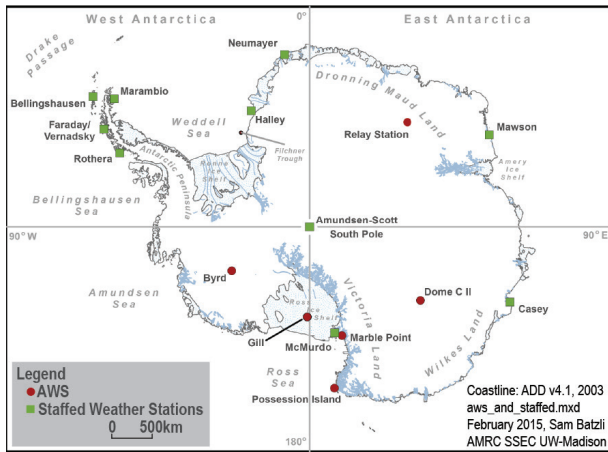 West Antarctica
0°
East Antarctica
Drake
Passage
Neumayer
Dronning Maud Land
Bellingshausen
Marambio
Halley
Weddell
Sea
Relay Station
Mawson
Faraday/
Vernadsky
Filchner
Trough
Rothera
Antarctic Peninsula
Ronne
Ice
Shelf
Amery
Ice
Shelf
Bellingshausen
Sea
Amundsen-Scott
South Pole
90°W
90°E
Byrd
Amundsen
Sea
Ross
Ice
Shelf
Victoria
Land
Dome C II
Casey
Wilkes Land
Gill
McMurdo
Marble Point
Ross
Sea
Possession Island
Legend
AWS
Staffed Weather Stations
0 500km
180°
Coastline: ADD v4.1, 2003
aws_and_staffed.mxd
February 2015, Sam Batzli
AMRC SSEC UW-Madison